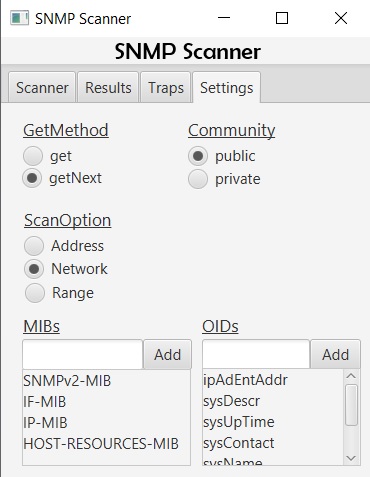 SNMP Scanner
SNMP Scanner
Scanner Results Traps Settings
GetMethod
get
getNext
Community
public
private
ScanOption
Address
Network
Range
MIBs
Add
SNMPv2-MIB
IF-MIB
IP-MIB
HOST-RESOURCES-MIB
OIDs
Add
ipAdEntAddr
sysDescr
sysUpTime
sysContact
sysName